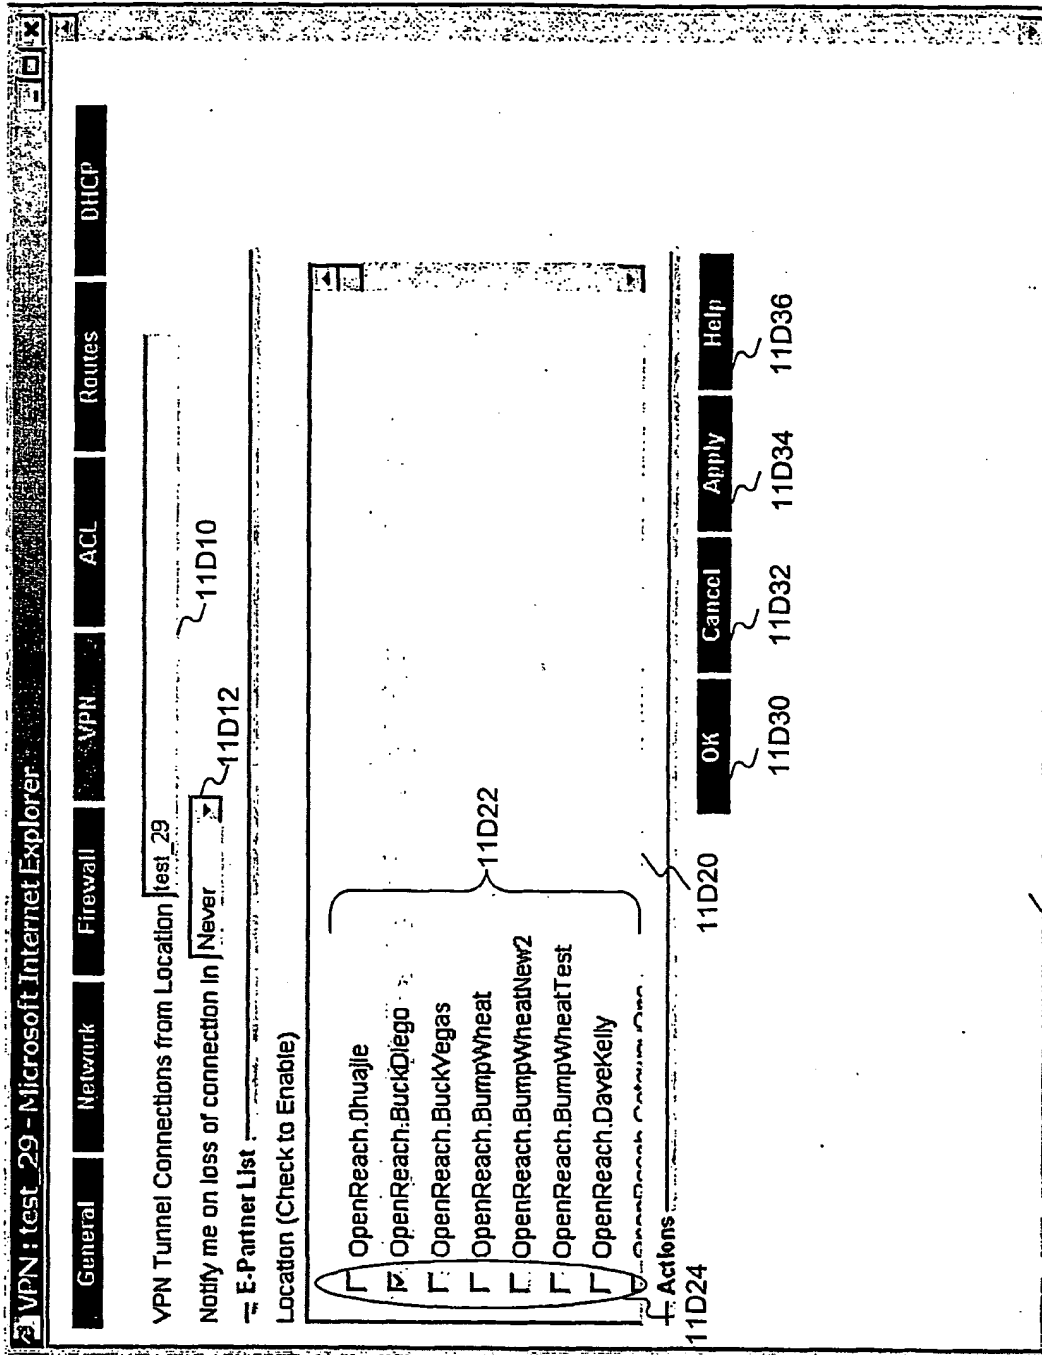 VPN : test_29 - Microsoft Internet Explorer
General Network Firewall VPN ACL Routes DHCP
VPN Tunnel Connections from Location test_29
11D10
Notify me on loss of connection In Never
11D12
E-Partner List
Location (Check to Enable)
OpenReach.0huajie
OpenReach.BuckDiego
OpenReach.BuckVegas
OpenReach.BumpWheat
OpenReach.BumpWheatNew2
OpenReach.BumpWheatTest
OpenReach.DaveKelly
OpenReach.GatewayOne
11D22
11D20
Actions
11D24
OK Cancel Apply Help
11D30 11D32 11D34 11D36